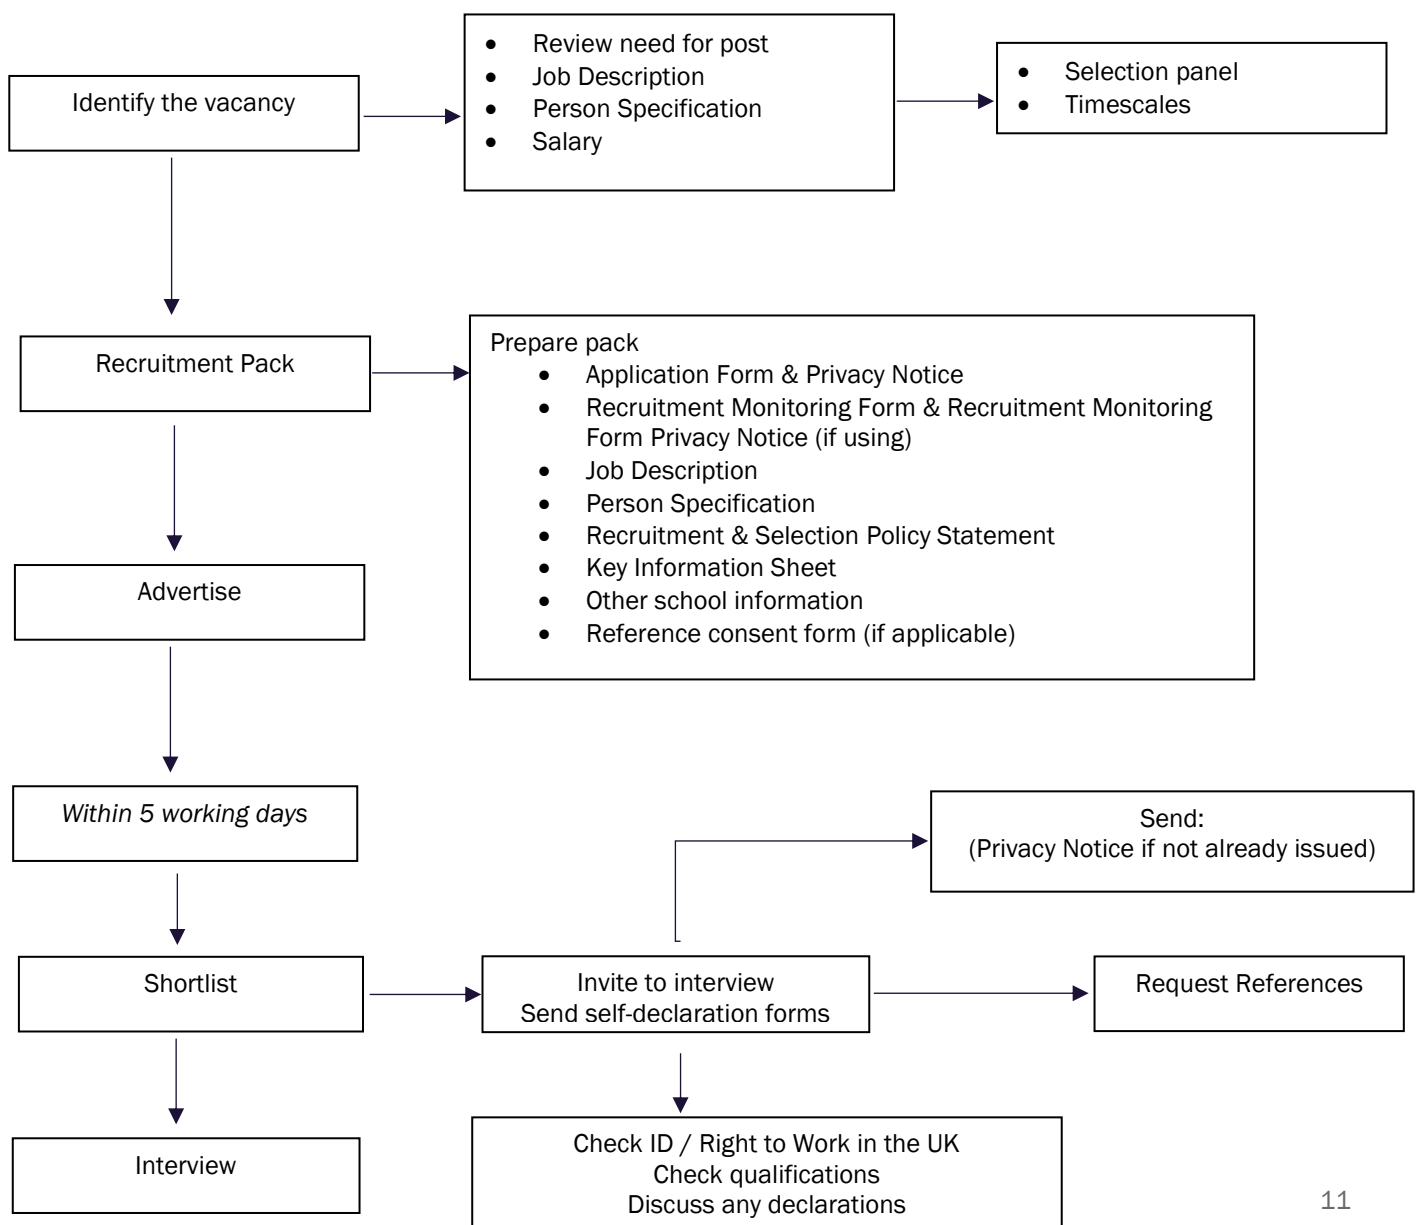 Identify the vacancy
• Review need for post
• Job Description
• Person Specification
• Salary
• Selection panel
• Timescales
Recruitment Pack
Prepare pack
• Application Form & Privacy Notice
• Recruitment Monitoring Form & Recruitment Monitoring
Form Privacy Notice (if using)
• Job Description
• Person Specification
• Recruitment & Selection Policy Statement
• Key Information Sheet
• Other school information
• Reference consent form (if applicable)
Advertise
Within 5 working days
Send:
(Privacy Notice if not already issued)
Shortlist
Invite to interview
Send self-declaration forms
Request References
Interview
Check ID / Right to Work in the UK
Check qualifications
Discuss any declarations
11